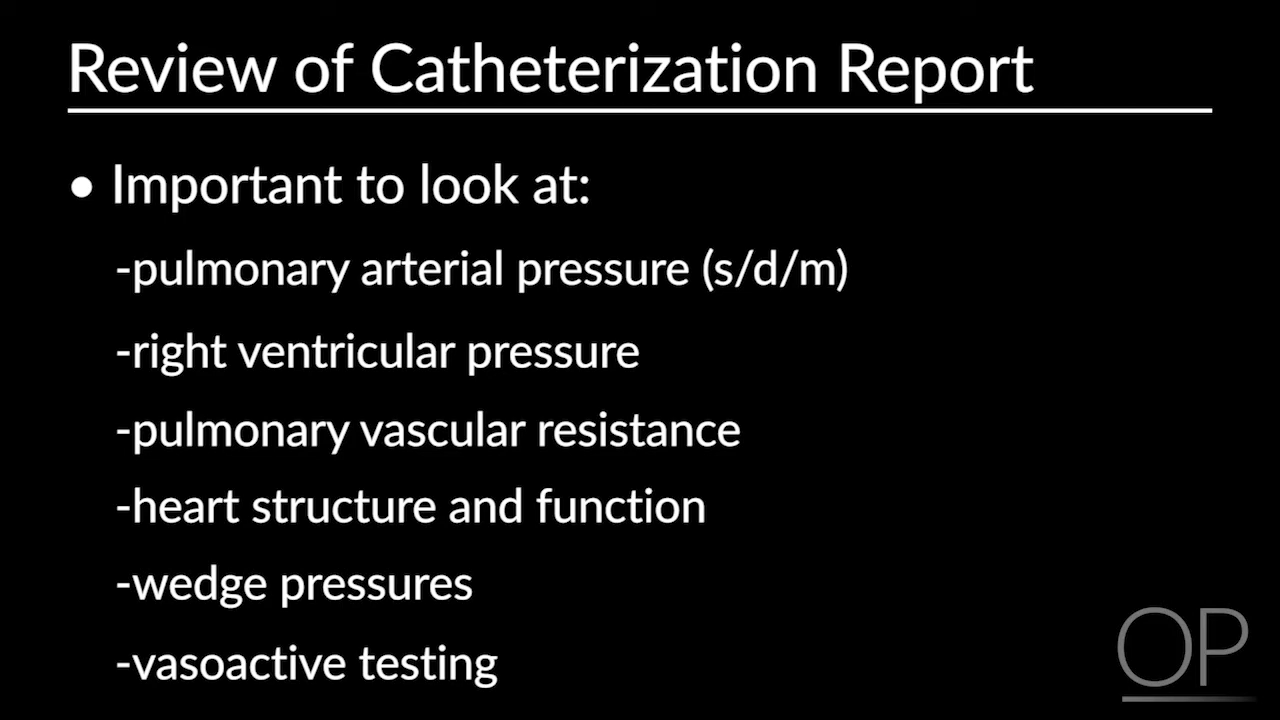 Review of Catheterization Report
• Important to look at:
-pulmonary arterial pressure (s/d/m)
-right ventricular pressure
-pulmonary vascular resistance
-heart structure and function
-wedge pressures
-vasoactive testing
OP